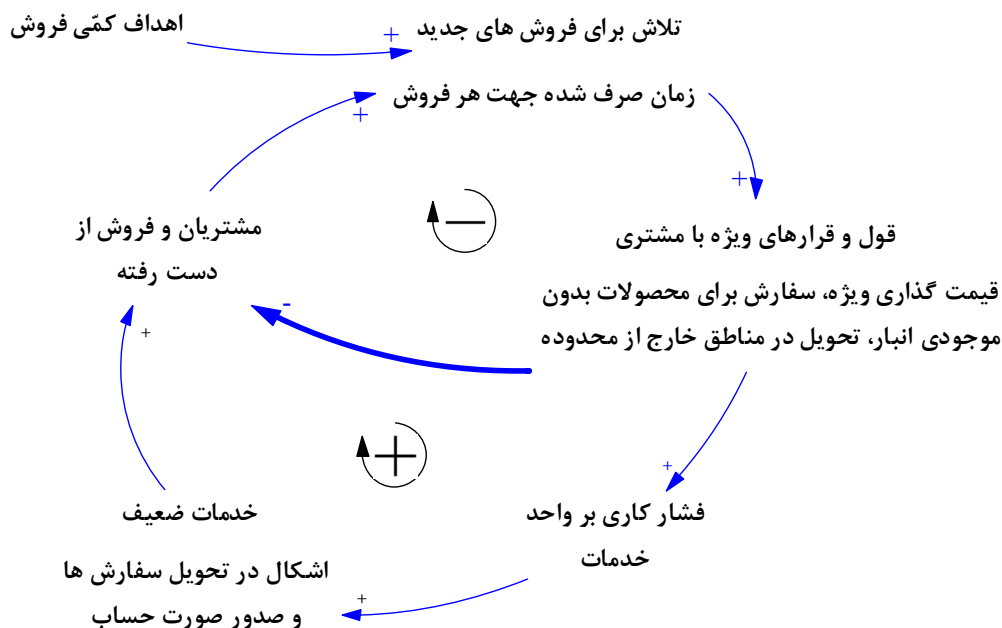 اهداف کمّی فروش
تلاش برای فروش های جدید
+
زمان صرف شده جهت هر فروش
+
+
مشتریان و فروش از
دست رفته
قول و قرارهای ویژه با مشتری
قیمت گذاری ویژه، سفارش برای محصولات بدون
موجودی انبار، تحویل در مناطق خارج از محدوده
-
+
+
فشار کاری بر واحد
خدمات
خدمات ضعیف
اشکال در تحویل سفارش ها
و صدور صورت حساب
+
−
+